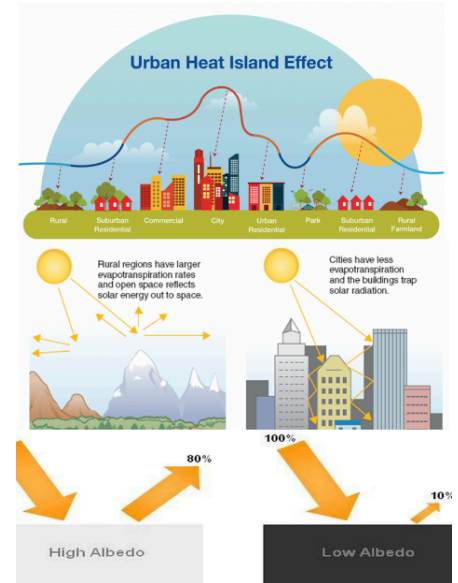 Urban Heat Island Effect
Rural
Suburban
Residential
Commercial
City
Urban
Residential
Park
Suburban
Residential
Rural
Farmland
Rural regions have larger
evapotranspiration rates
and open space reflects
solar energy out to space.
Cities have less
evapotranspiration
and the buildings trap
solar radiation.
80%
High Albedo
100%
10%
Low Albedo